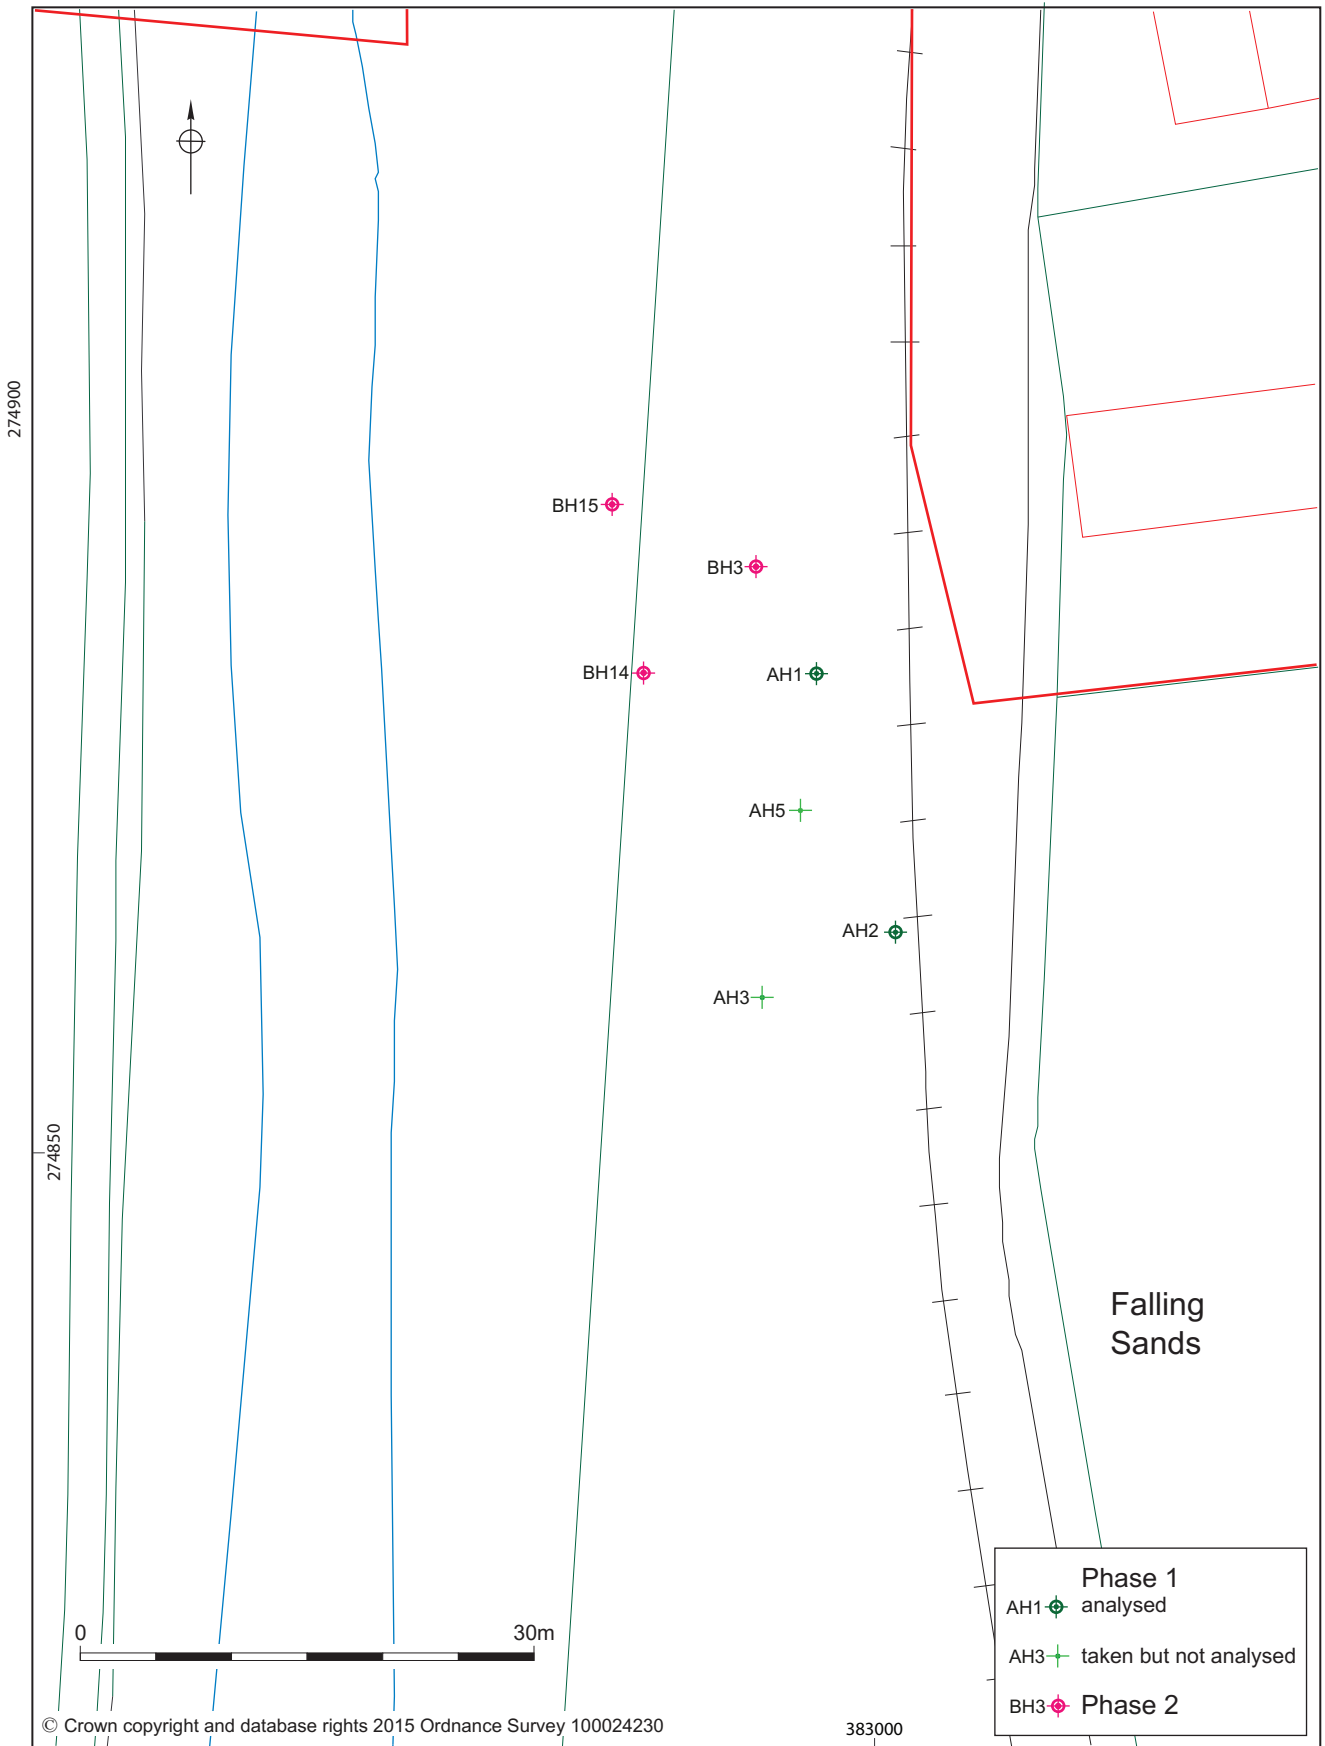 274900
BH15
BH3
BH14
AH1
AH5
AH2
AH3
274850
Falling
Sands
0
30m
Phase 1
AH1 analysed
AH3 taken but not analysed
BH3 Phase 2
© Crown copyright and database rights 2015 Ordnance Survey 100024230
383000